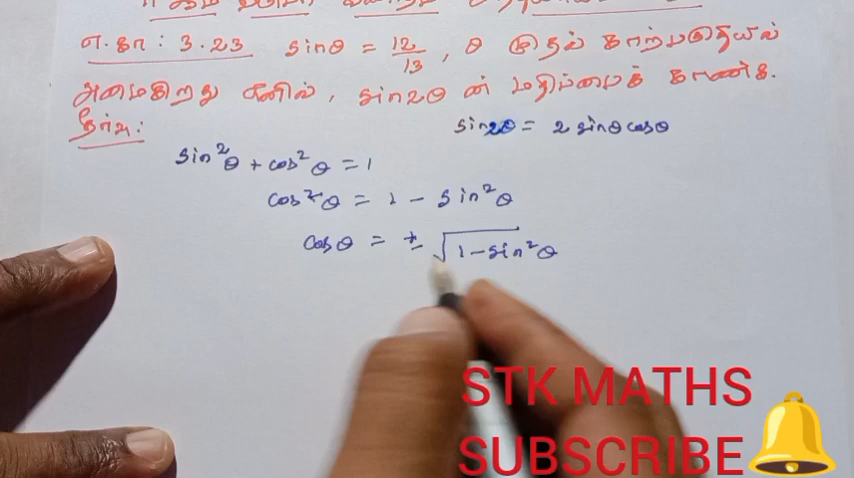 எ.கா : 3.23 sinθ = 12/13 , θ முதல் காற்பகுதியில்
அமைகிறது எனில் , sin2θ ன் மதிப்பைக் காண்க.
தீர்வு :
sin2θ = 2 sinθ cosθ
sin²θ + cos²θ = 1
cos²θ = 1 - sin²θ
cosθ = ± √1-sin²θ
STK MATHS
SUBSCRIBE